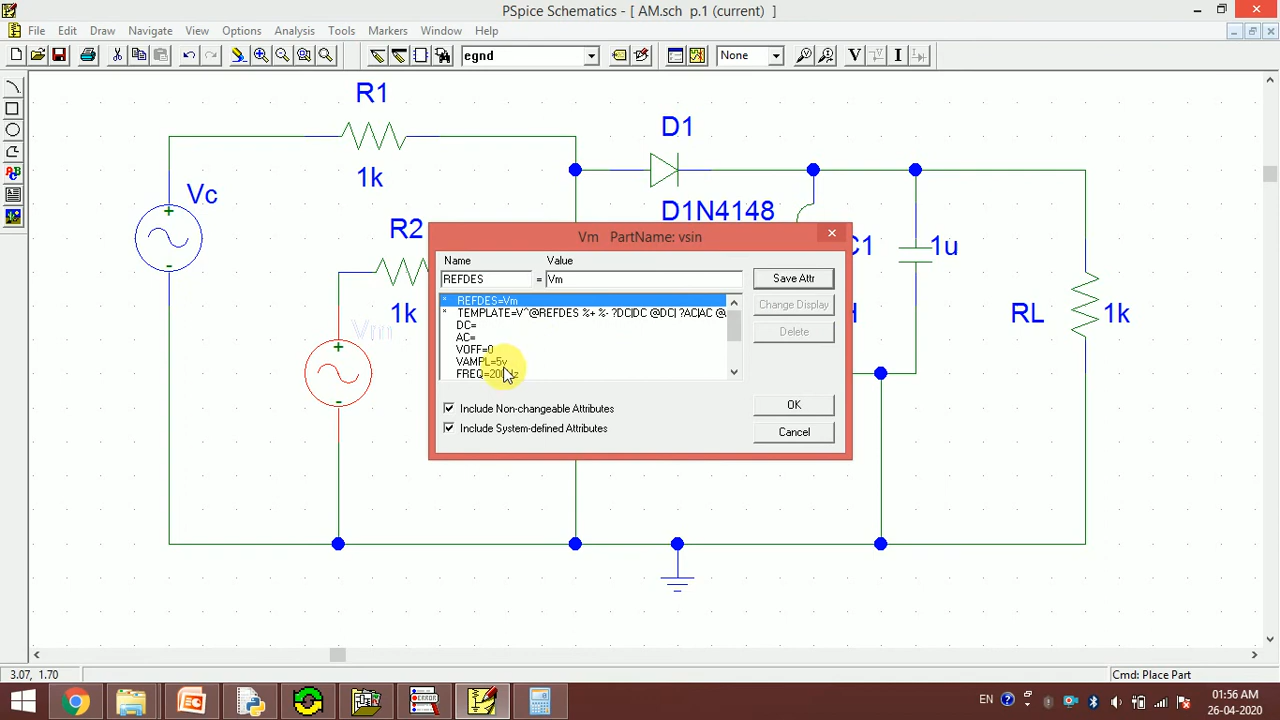 PSpice Schematics - [ AM.sch p.1 (current) ]
File Edit Draw Navigate View Options Analysis Tools Markers Window Help
egnd
None
V
I
R1
1k
Vc
R2
1k
Vm
D1
D1N4148
C1
1u
H
RL
1k
Vm PartName: vsin
Name Value
REFDES = Vm
Save Attr
Change Display
Delete
* REFDES=Vm
* TEMPLATE=V^@REFDES %+ %- ?DC|DC @DC| ?AC|AC @
DC=
AC=
VOFF=0
VAMPL=5v
Include Non-changeable Attributes
Include System-defined Attributes
OK
Cancel
3.07, 1.70
Cmd: Place Part
EN
01:56 AM
26-04-2020